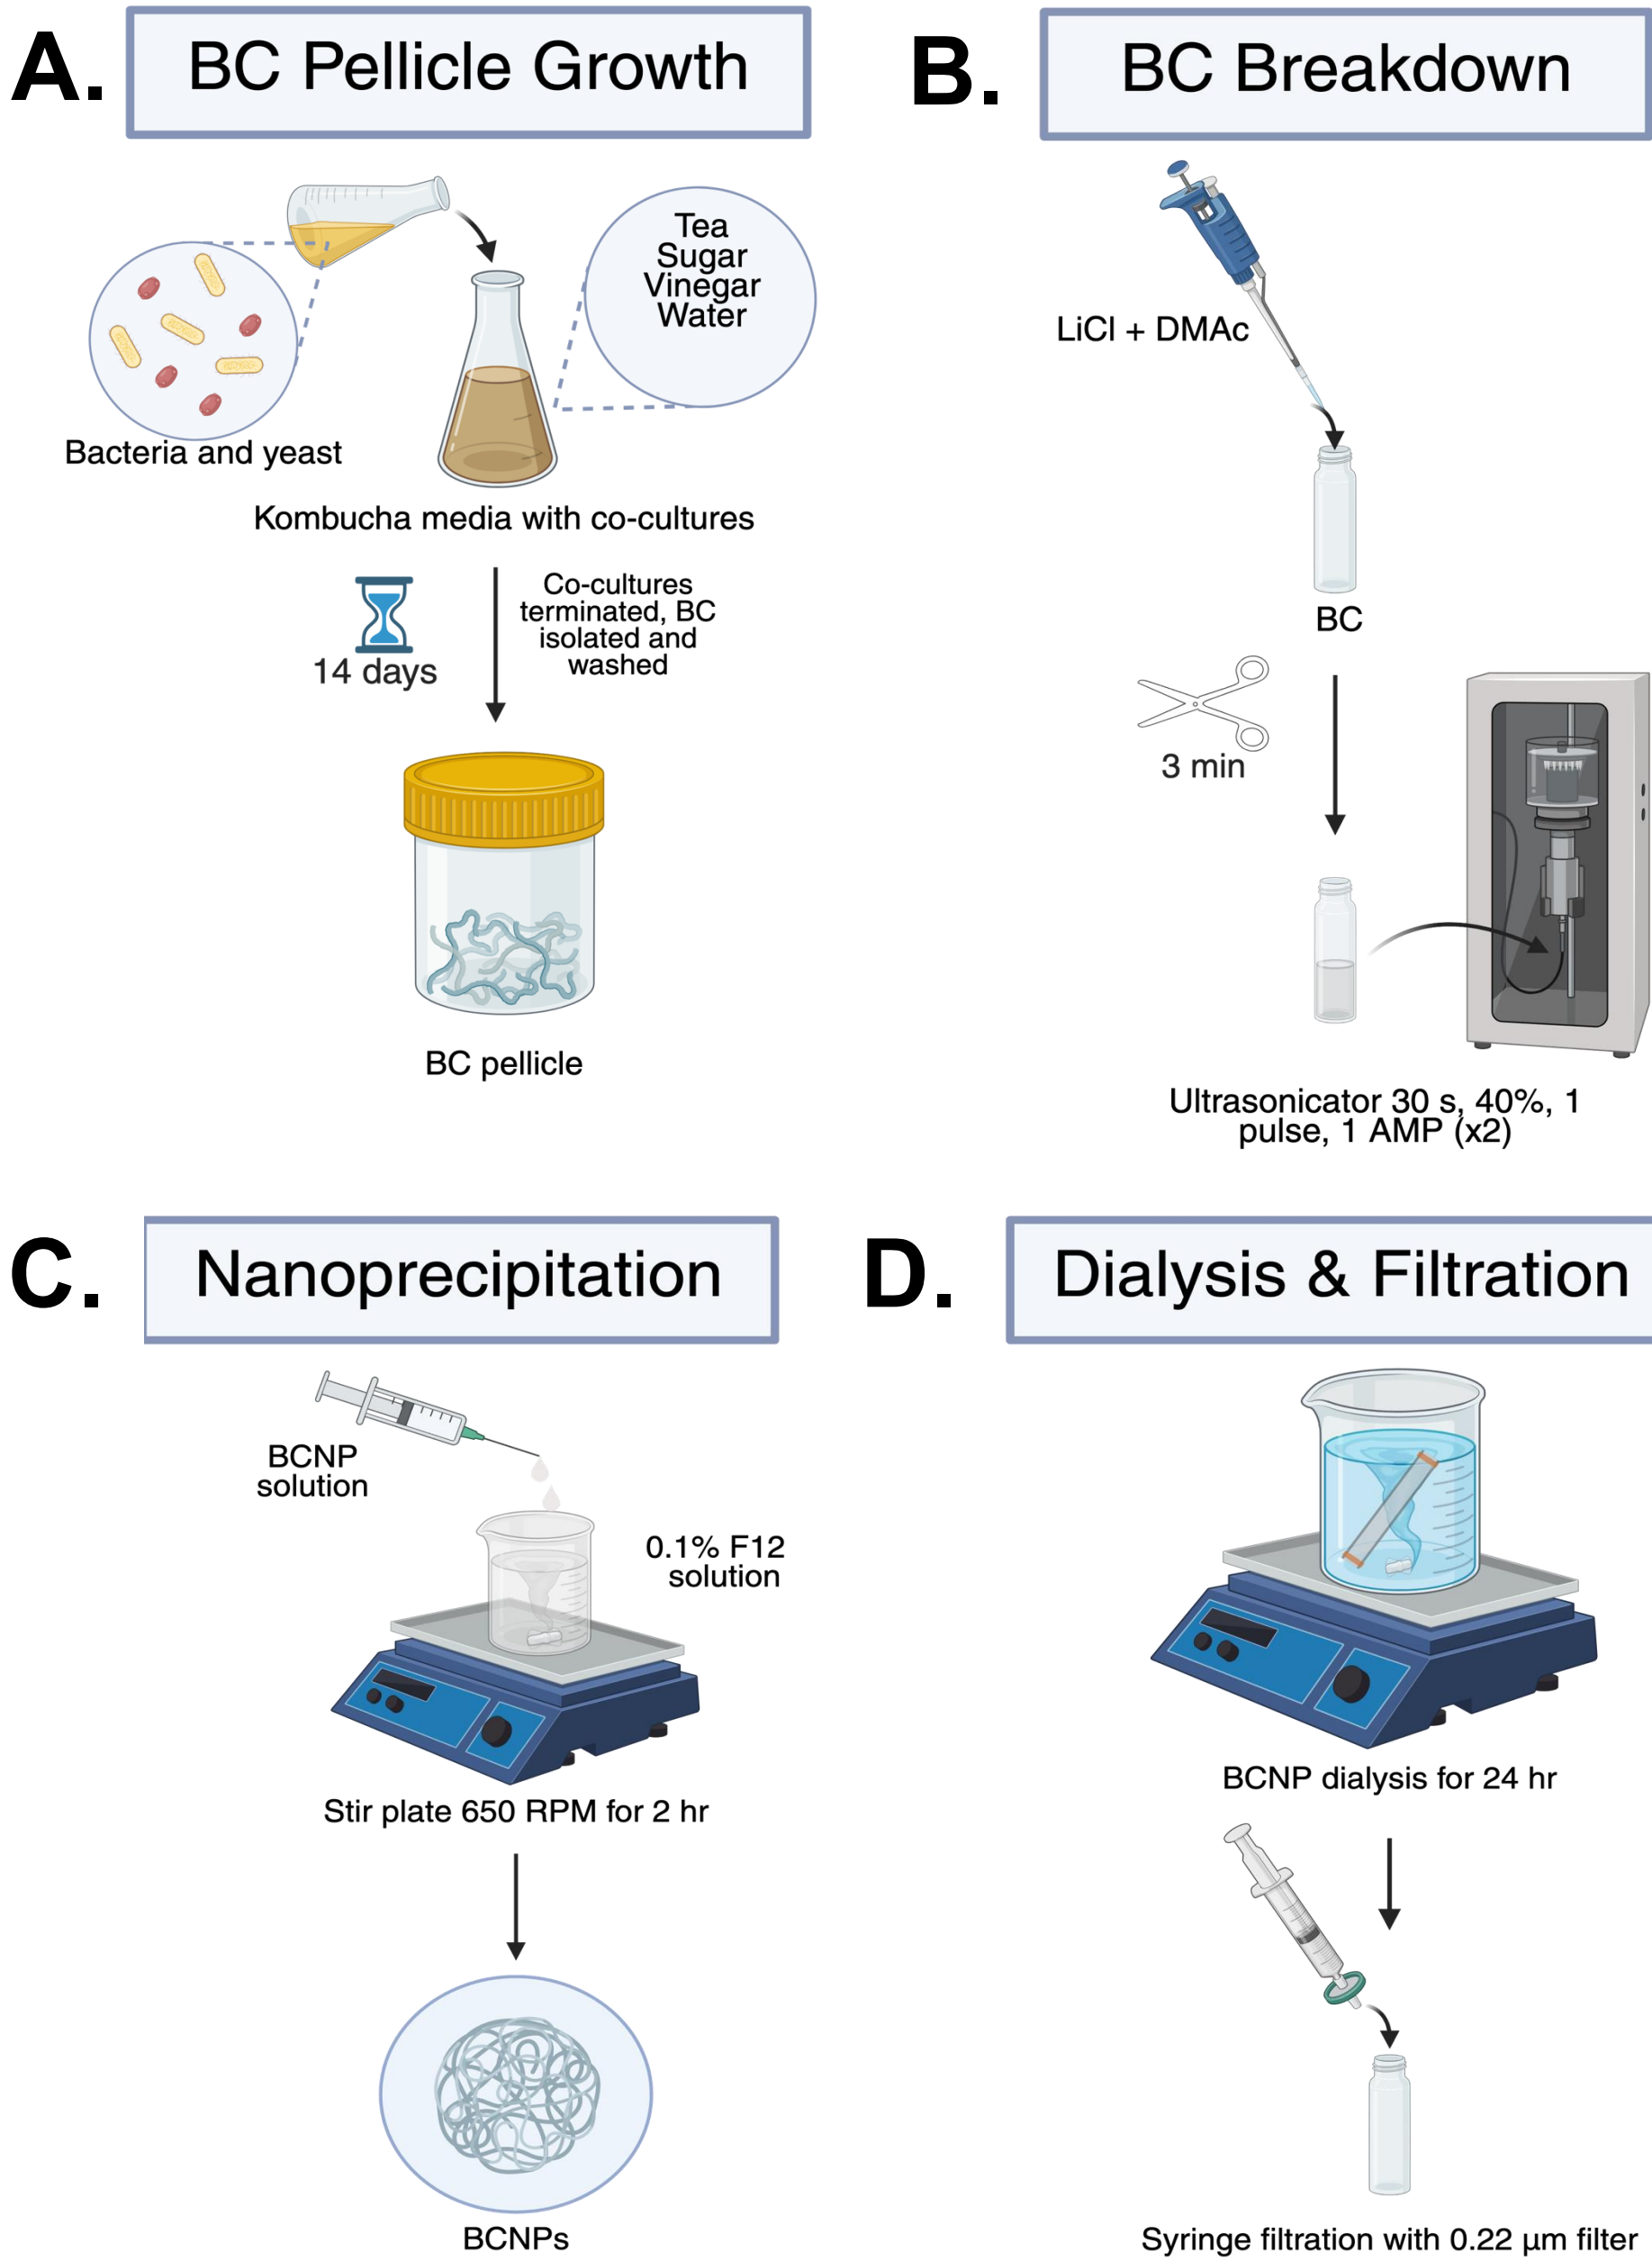 A.
BC Pellicle Growth
Tea
Sugar
Vinegar
Water
Bacteria and yeast
Kombucha media with co-cultures
14 days
Co-cultures
terminated, BC
isolated and
washed
BC pellicle
B.
BC Breakdown
LiCl + DMAc
BC
3 min
Ultrasonicator 30 s, 40%, 1
pulse, 1 AMP (x2)
C.
Nanoprecipitation
BCNP
solution
0.1% F12
solution
Stir plate 650 RPM for 2 hr
BCNPs
D.
Dialysis & Filtration
BCNP dialysis for 24 hr
Syringe filtration with 0.22 μm filter